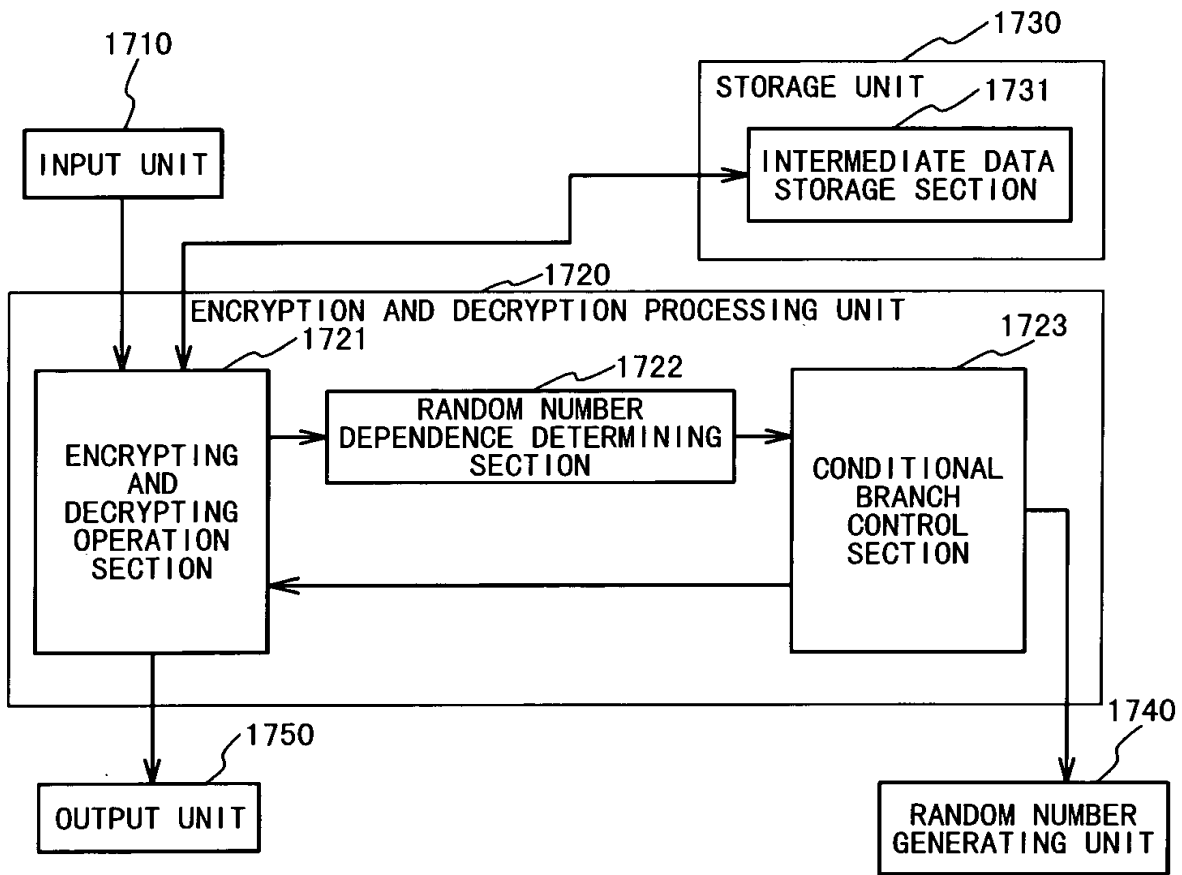 1710
INPUT UNIT
1730
STORAGE UNIT
1731
INTERMEDIATE DATA
STORAGE SECTION
1720
ENCRYPTION AND DECRYPTION PROCESSING UNIT
1721
ENCRYPTING
AND
DECRYPTING
OPERATION
SECTION
1722
RANDOM NUMBER
DEPENDENCE DETERMINING
SECTION
1723
CONDITIONAL
BRANCH
CONTROL
SECTION
1750
OUTPUT UNIT
1740
RANDOM NUMBER
GENERATING UNIT